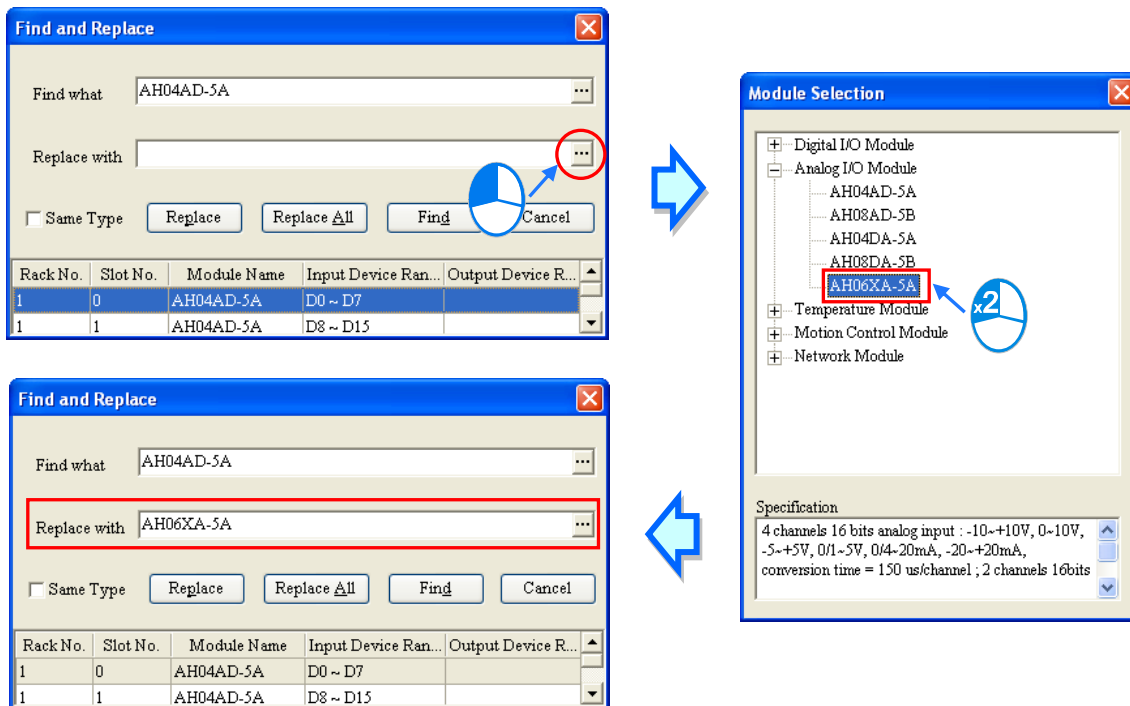 Find and Replace
Find what AH04AD-5A ...
Replace with ...
Same Type Replace Replace All Find Cancel
Rack No. Slot No. Module Name Input Device Ran... Output Device R...
1 0 AH04AD-5A D0 ~ D7
1 1 AH04AD-5A D8 ~ D15
Module Selection
Digital I/O Module
Analog I/O Module
AH04AD-5A
AH08AD-5B
AH04DA-5A
AH08DA-5B
AH06XA-5A
x2
Temperature Module
Motion Control Module
Network Module
Specification
4 channels 16 bits analog input : -10~+10V, 0~10V,
-5~+5V, 0/1~5V, 0/4~20mA, -20~+20mA,
conversion time = 150 us/channel ; 2 channels 16bits
Find and Replace
Find what AH04AD-5A ...
Replace with AH06XA-5A ...
Same Type Replace Replace All Find Cancel
Rack No. Slot No. Module Name Input Device Ran... Output Device R...
1 0 AH04AD-5A D0 ~ D7
1 1 AH04AD-5A D8 ~ D15